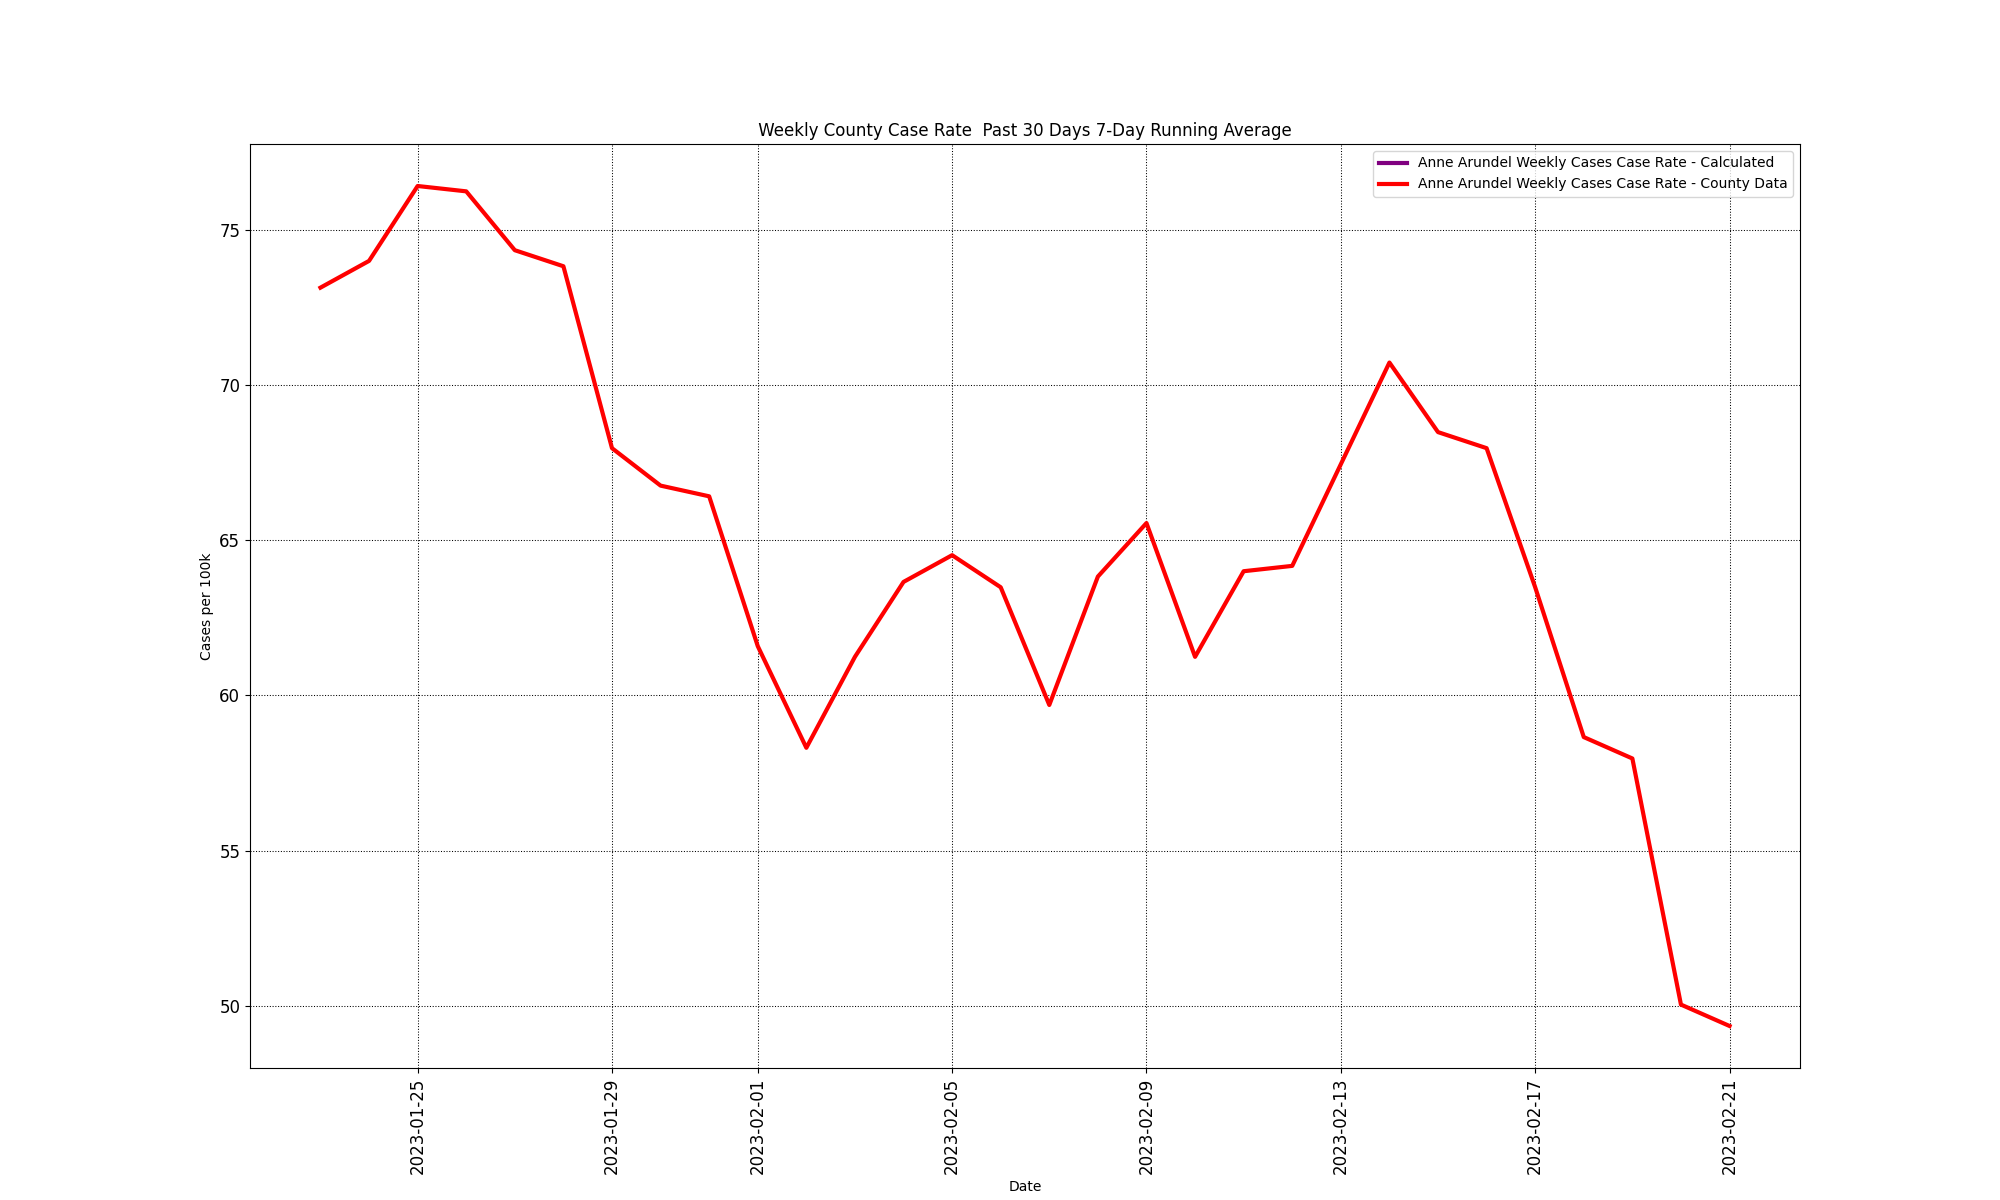 Weekly County Case Rate  Past 30 Days 7-Day Running Average
Anne Arundel Weekly Cases Case Rate - Calculated
Anne Arundel Weekly Cases Case Rate - County Data
75
70
65
60
55
50
Cases per 100k
2023-01-25
2023-01-29
2023-02-01
2023-02-05
2023-02-09
2023-02-13
2023-02-17
2023-02-21
Date